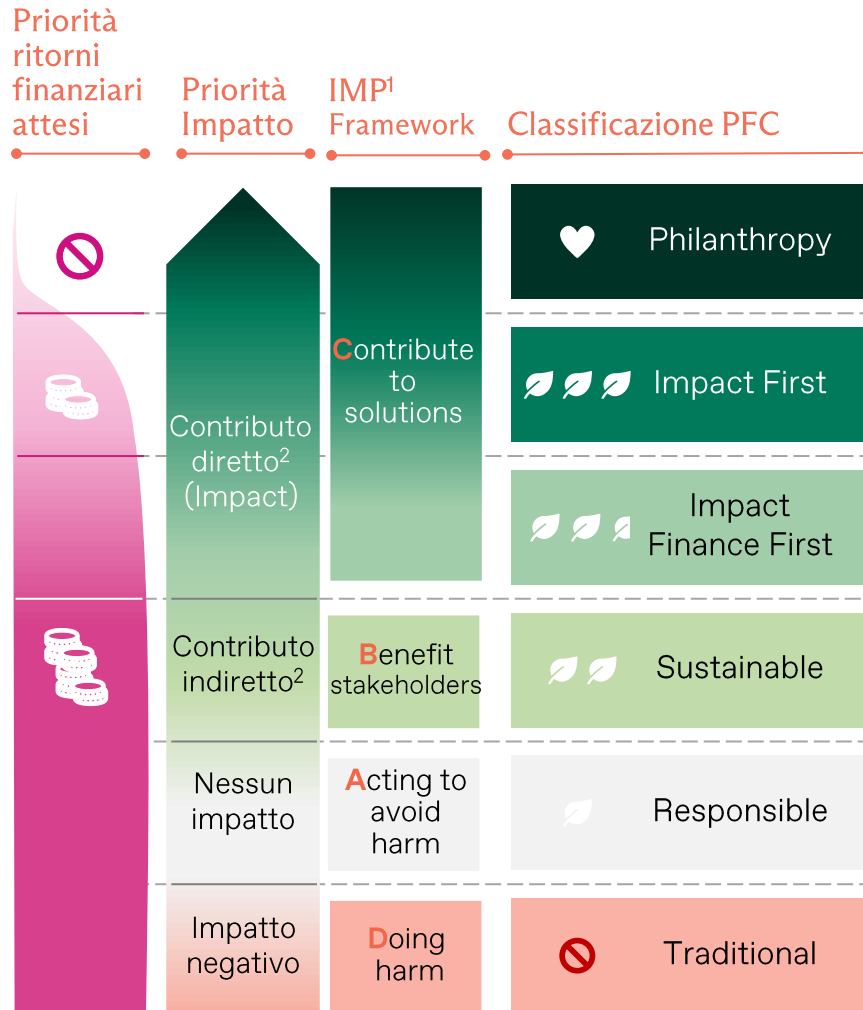 Priorità
ritorni
finanziari
attesi
Priorità
Impatto
IMP¹
Framework
Classificazione PFC
Philanthropy
Contribute
to
solutions
Impact First
Contributo
diretto²
(Impact)
Impact
Finance First
Contributo
indiretto²
Benefit
stakeholders
Sustainable
Nessun
impatto
Acting to
avoid
harm
Responsible
Impatto
negativo
Doing
harm
Traditional